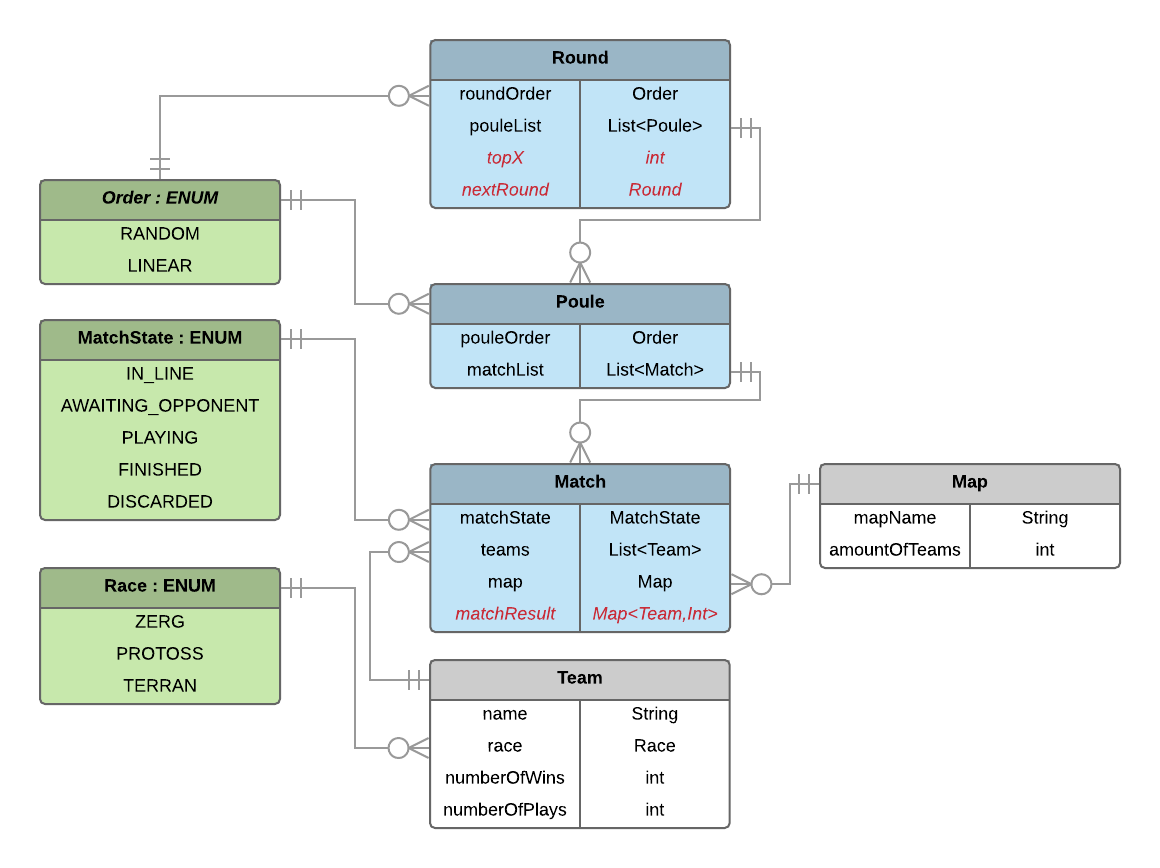 Round
roundOrder Order
pouleList List<Poule>
topX int
nextRound Round
Order : ENUM
RANDOM
LINEAR
Poule
pouleOrder Order
matchList List<Match>
MatchState : ENUM
IN_LINE
AWAITING_OPPONENT
PLAYING
FINISHED
DISCARDED
Match
matchState MatchState
teams List<Team>
map Map
matchResult Map<Team,Int>
Map
mapName String
amountOfTeams int
Race : ENUM
ZERG
PROTOSS
TERRAN
Team
name String
race Race
numberOfWins int
numberOfPlays int